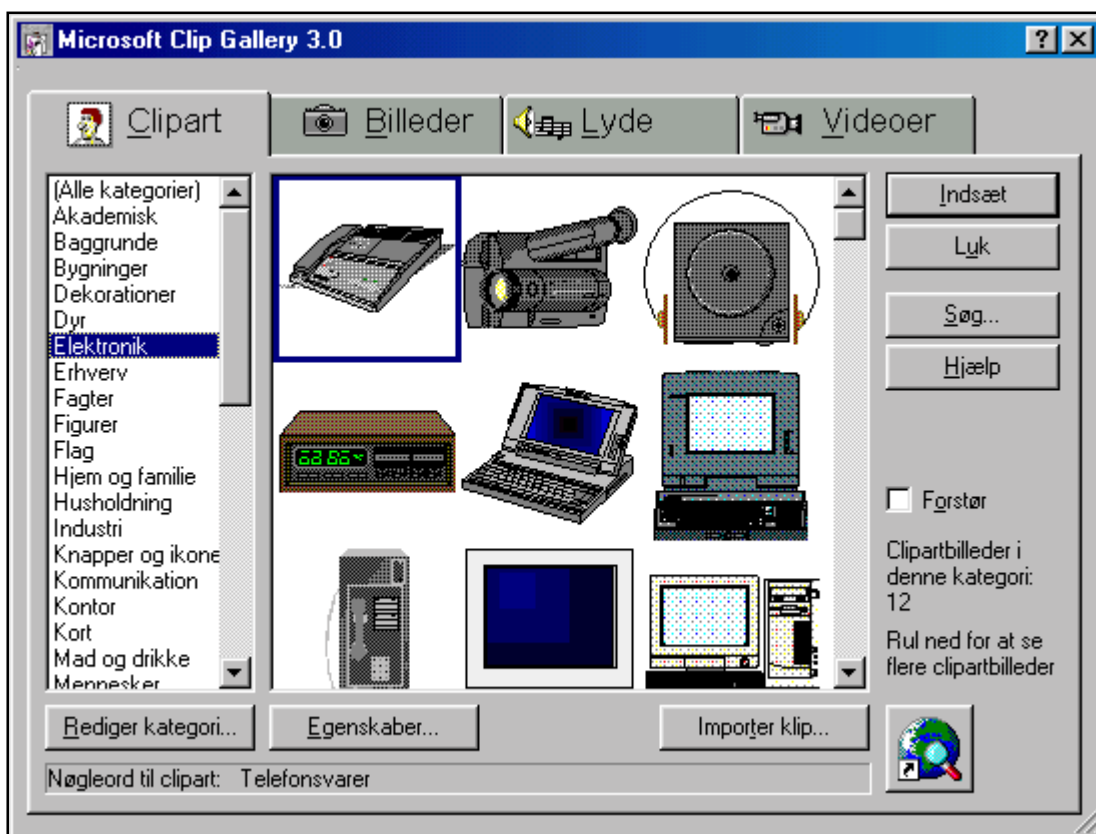 Microsoft Clip Gallery 3.0
Clipart
Billeder
Lyde
Videoer
(Alle kategorier)
Akademisk
Baggrunde
Bygninger
Dekorationer
Dyr
Elektronik
Erhverv
Fagter
Figurer
Flag
Hjem og familie
Husholdning
Industri
Knapper og ikone
Kommunikation
Kontor
Kort
Mad og drikke
Mennesker
Indsæt
Luk
Søg...
Hjælp
Forstør
Clipartbilleder i
denne kategori:
12
Rul ned for at se
flere clipartbilleder
Rediger kategori...
Egenskaber...
Importer klip...
Nøgleord til clipart: Telefonsvarer